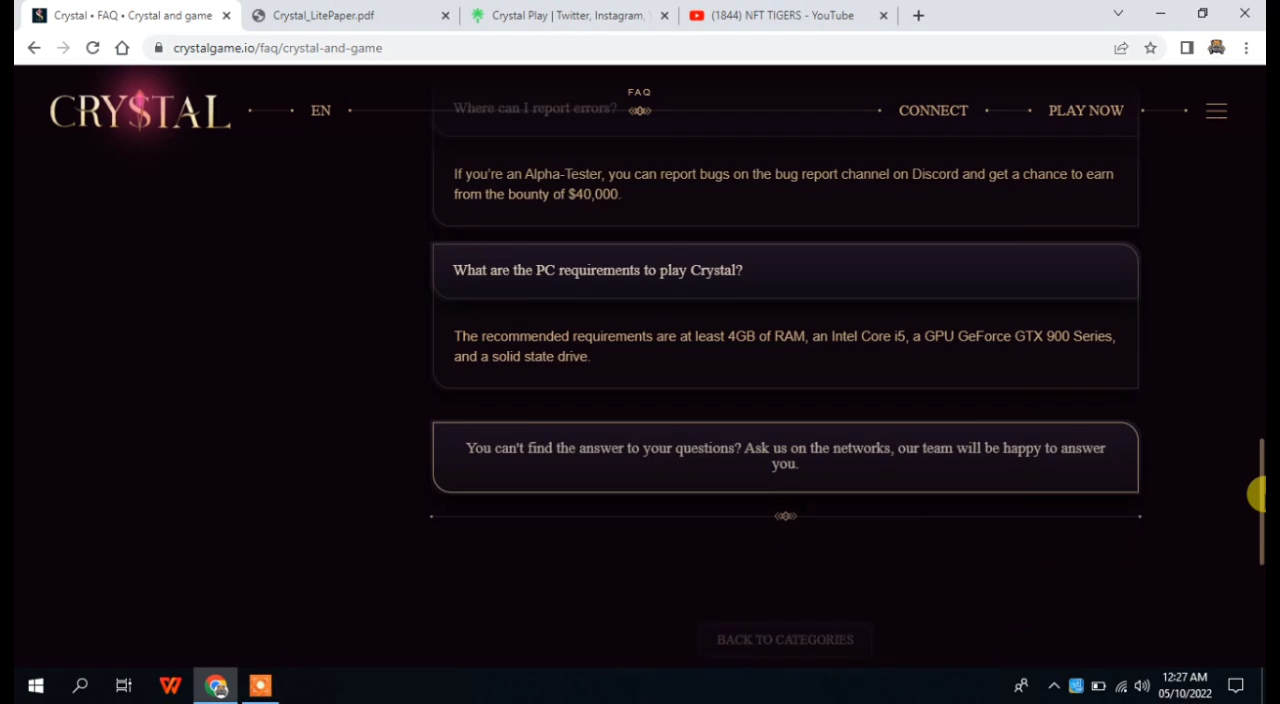 Crystal • FAQ • Crystal and game
Crystal_LitePaper.pdf
Crystal Play | Twitter, Instagram,
(1844) NFT TIGERS - YouTube
crystalgame.io/faq/crystal-and-game
CRYSTAL
EN
FAQ
CONNECT
PLAY NOW
Where can I report errors?
If you're an Alpha-Tester, you can report bugs on the bug report channel on Discord and get a chance to earn
from the bounty of $40,000.
What are the PC requirements to play Crystal?
The recommended requirements are at least 4GB of RAM, an Intel Core i5, a GPU GeForce GTX 900 Series,
and a solid state drive.
You can't find the answer to your questions? Ask us on the networks, our team will be happy to answer
you.
BACK TO CATEGORIES
12:27 AM
05/10/2022